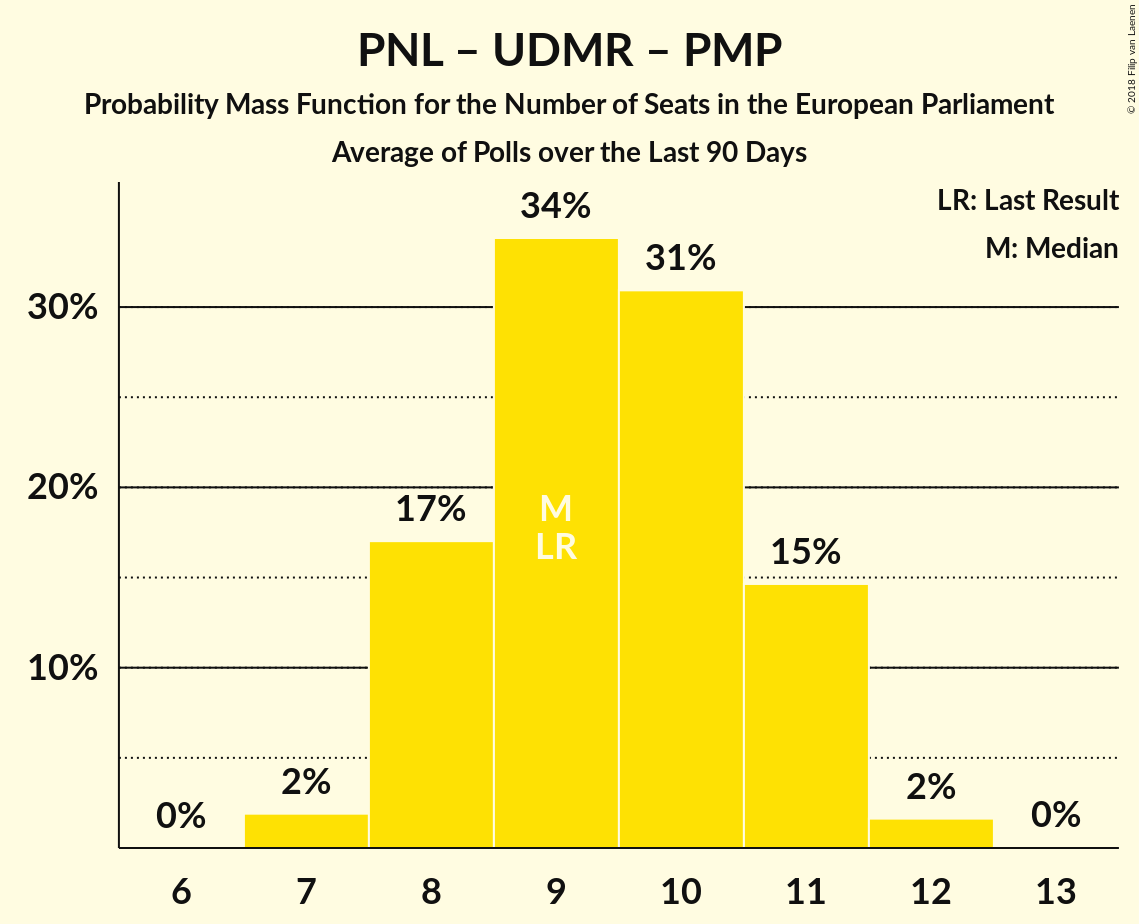 PNL – UDMR – PMP
Probability Mass Function for the Number of Seats in the European Parliament
Average of Polls over the Last 90 Days
© 2018 Filip van Laenen
LR: Last Result
M: Median
34%
31%
30%
20%
17%
M
LR
15%
10%
2%
2%
0%
0%
6 7 8 9 10 11 12 13